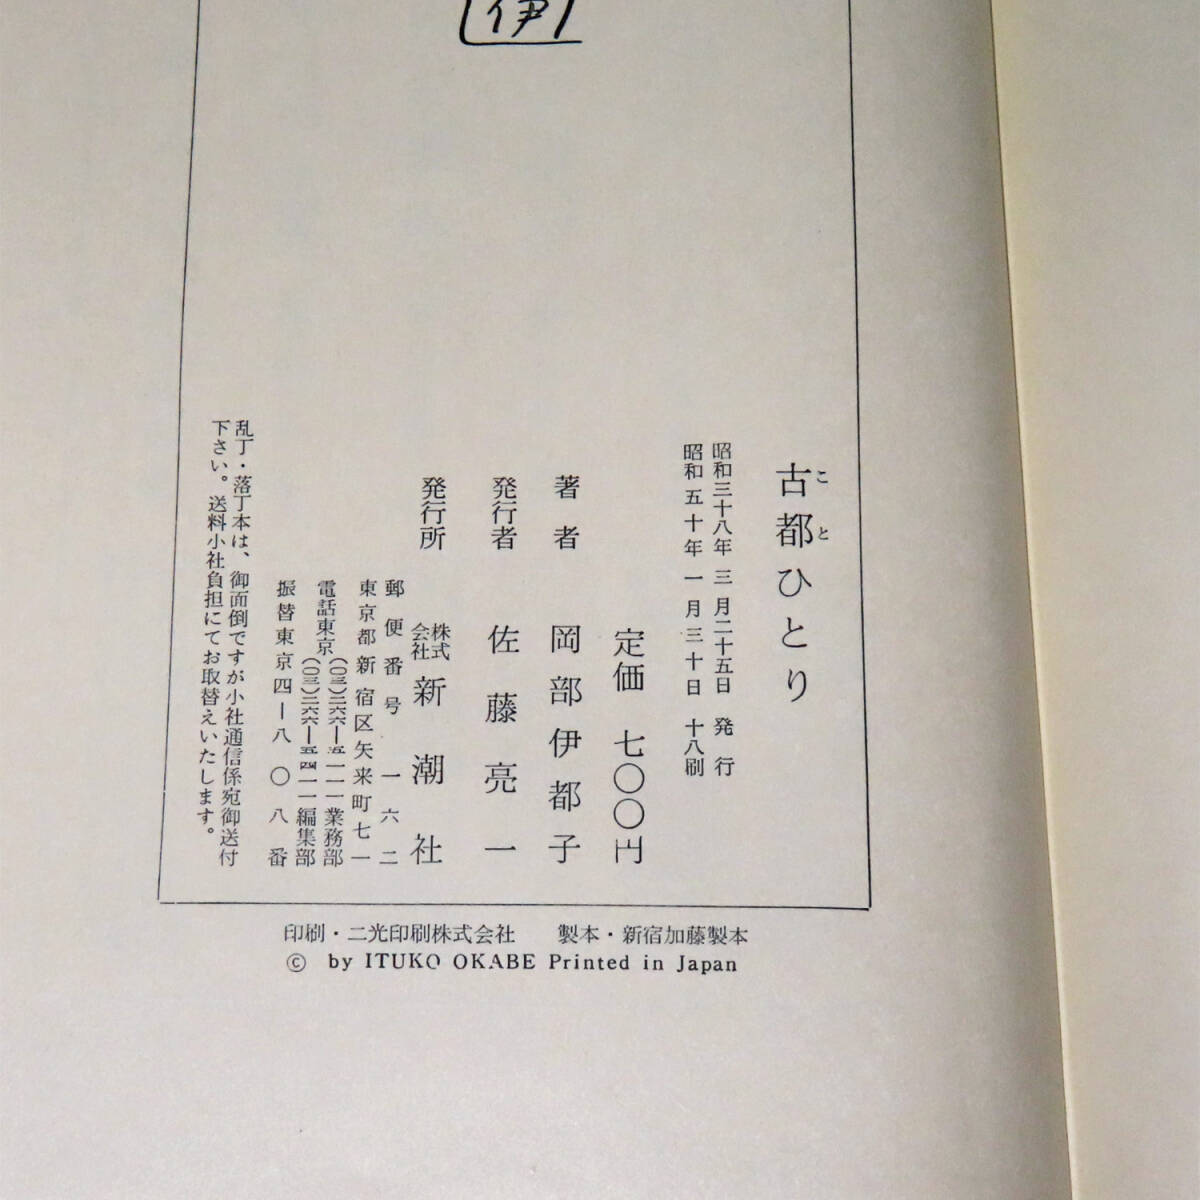 伊
古都ひとり
こと
昭和三十八年三月二十五日発行
昭和五十年一月三十日十八刷
定価七〇〇円
著者岡部伊都子
発行者佐藤亮一
発行所株式会社新潮社
郵便番号一六二
東京都新宿区矢来町七一
電話東京(〇三)二六六―五一一一業務部
(〇三)二六六―五四一一編集部
振替東京四―八〇八番
乱丁・落丁本は、御面倒ですが小社通信係宛御送付
下さい。送料小社負担にてお取替えいたします。
印刷・二光印刷株式会社　製本・新宿加藤製本
© by ITUKO OKABE Printed in Japan